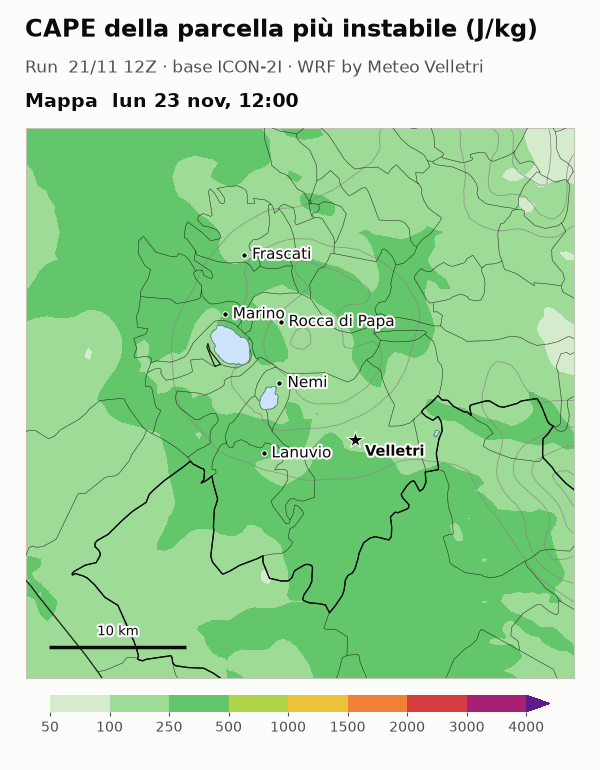 CAPE della parcella più instabile (J/kg)
Run  21/11 12Z · base ICON-2I · WRF by Meteo Velletri
Mappa  lun 23 nov, 12:00
Frascati
Marino
Rocca di Papa
Nemi
Velletri
Lanuvio
10 km
50 100 250 500 1000 1500 2000 3000 4000